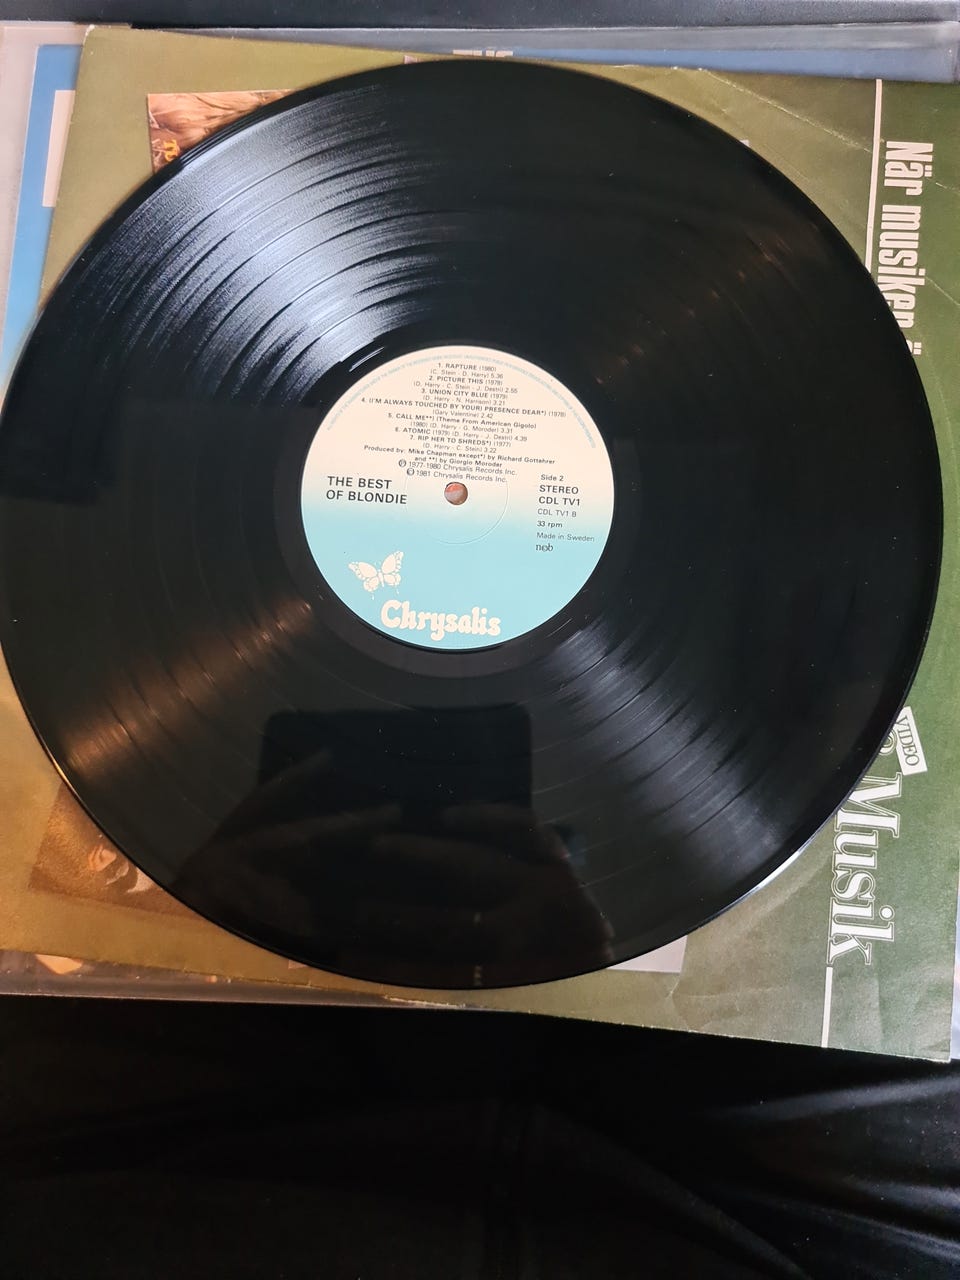 1. RAPTURE (1980)
(C. Stein - D. Harry) 5.36
2. PICTURE THIS (1978)
(D. Harry - C. Stein - J. Destri) 2.55
3. UNION CITY BLUE (1979)
(D. Harry - N. Harrison) 3.21
4. (I'M ALWAYS TOUCHED BY YOUR) PRESENCE DEAR*) (1978)
(Gary Valentine) 2.42
5. CALL ME**) (Theme From American Gigolo)
(1980) (D. Harry - G. Moroder) 3.31
6. ATOMIC (1979) (D. Harry - J. Destri) 4.39
7. RIP HER TO SHREDS*) (1977)
(D. Harry - C. Stein) 3.22
Produced by: Mike Chapman except*) by Richard Gottehrer
and **) by Giorgio Moroder
Ⓟ 1977-1980 Chrysalis Records Inc.
© 1981 Chrysalis Records Inc.
THE BEST
OF BLONDIE
Side 2
STEREO
CDL TV1
CDL TV1 B
33 rpm
Made in Sweden
ncb
Chrysalis
När musiken
VIDEO
Musik